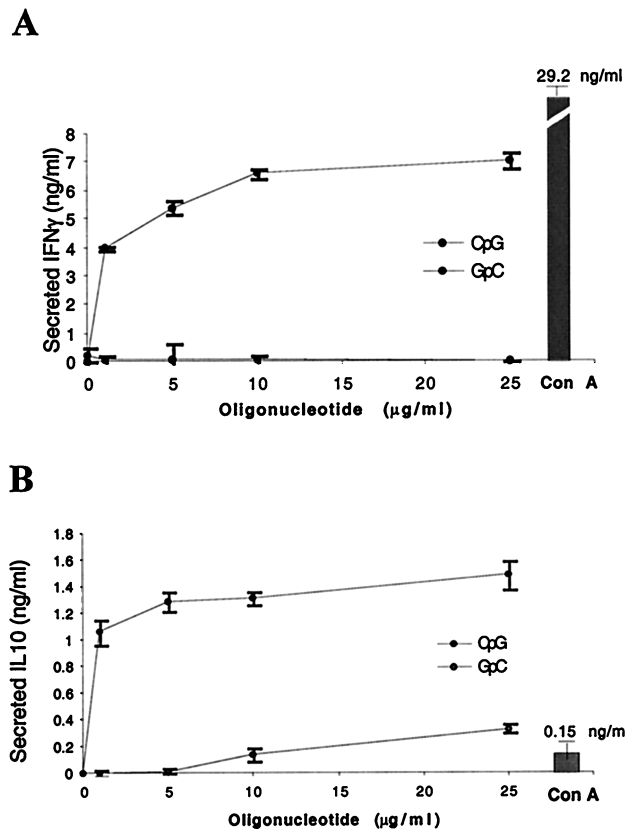 A
29.2 ng/ml
Secreted IFNγ (ng/ml)
8
7
6
5
4
3
2
1
0
CpG
GpC
0 5 10 15 20 25 Con A
Oligonucleotide (μg/ml)
B
Secreted IL10 (ng/ml)
1.8
1.6
1.4
1.2
1
0.8
0.6
0.4
0.2
0
CpG
GpC
0.15 ng/m
0 5 10 15 20 25 Con A
Oligonucleotide (μg/ml)